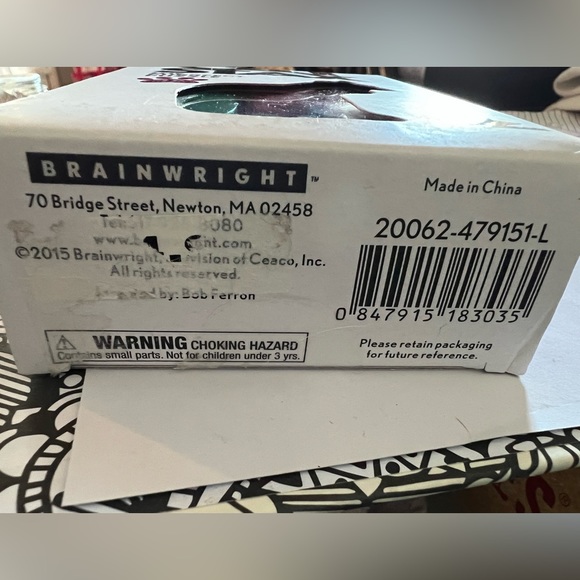 BRAINWRIGHT™
70 Bridge Street, Newton, MA 02458
©2015 Brainwright, of Ceaco, Inc.
All rights reserved.
by: Bob Ferron
WARNING CHOKING HAZARD
Contains small parts. Not for children under 3 yrs.
Made in China
20062-479151-L
0 847915 183035
Please retain packaging
for future reference.